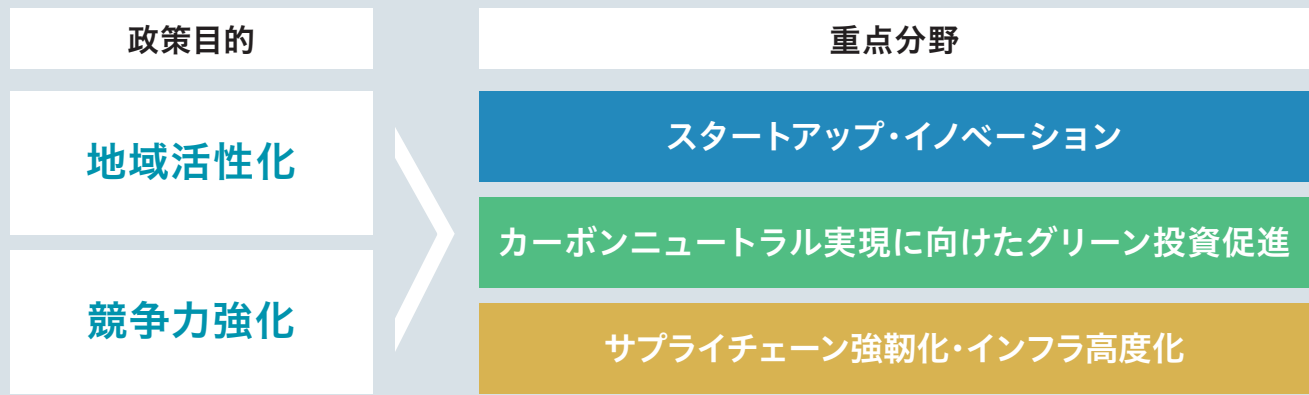 政策目的
地域活性化
競争力強化
重点分野
スタートアップ・イノベーション
カーボンニュートラル実現に向けたグリーン投資促進
サプライチェーン強靭化・インフラ高度化